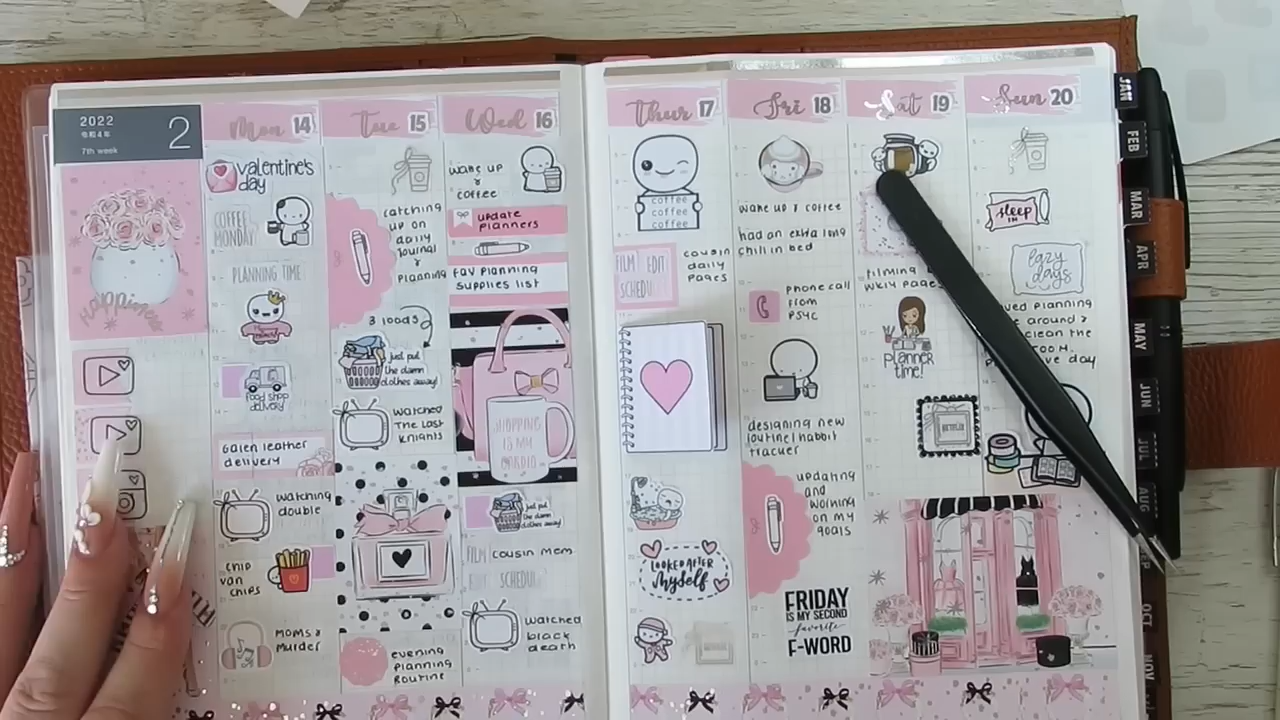 2022
2
7th week
Happiness
Mon 14
valentine's
day
COFFEE
MONDAY
PLANNING TIME
food shop
delivery
Galen leather
delivery
watching
double
CHIP
van
chips
moms &
murder
Tue 15
catching
up on
daily
journal
&
planning
3 loads
just put
the damn
clothes away!
watched
The Last
Knights
evening
planning
routine
Wed 16
wake up
&
coffee
update
planners
Fav planning
supplies list
SHOPPING
IS MY
CARDIO
just put
the damn
clothes away!
FILM cousin mem
EDIT SCHEDULE
watched
black
death
Thur 17
coffee
coffee
coffee
FILM EDIT
SCHEDULE
cousin
daily
pages
LOOKED AFTER
Myself
Fri 18
wake up & coffee
had an extra long
chill in bed
phone call
from
PSYC
designing new
routine/habit
tracker
updating
and
working
on my
goals
FRIDAY
IS MY SECOND
favorite
F-WORD
Sat 19
filming
wkly pages
planner
time!
Sun 20
sleep
IN
lazy
days
planning
around &
clean the
day
JAN
FEB
MAR
APR
MAY
JUN
JUL
AUG
OCT
NOV